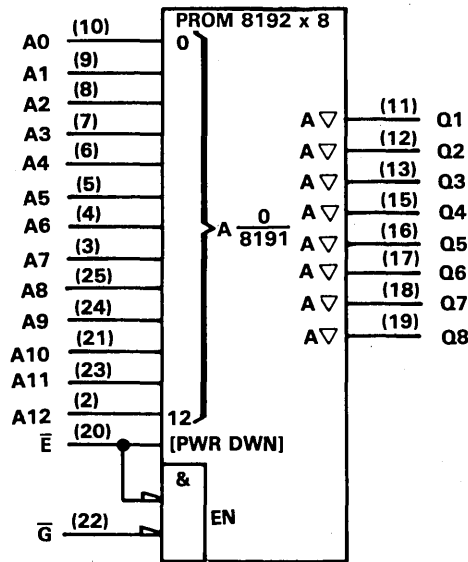 PROM 8192 x 8
A0 (10) 0
A1 (9)
A2 (8)
A3 (7)
A4 (6)
A5 (5)
A6 (4)
A7 (3)
A8 (25)
A9 (24)
A10 (21)
A11 (23)
A12 (2) 12
A 0/8191
A ▽ (11) Q1
A ▽ (12) Q2
A ▽ (13) Q3
A ▽ (15) Q4
A ▽ (16) Q5
A ▽ (17) Q6
A ▽ (18) Q7
A ▽ (19) Q8
E̅ (20) [PWR DWN]
&
EN
G̅ (22)